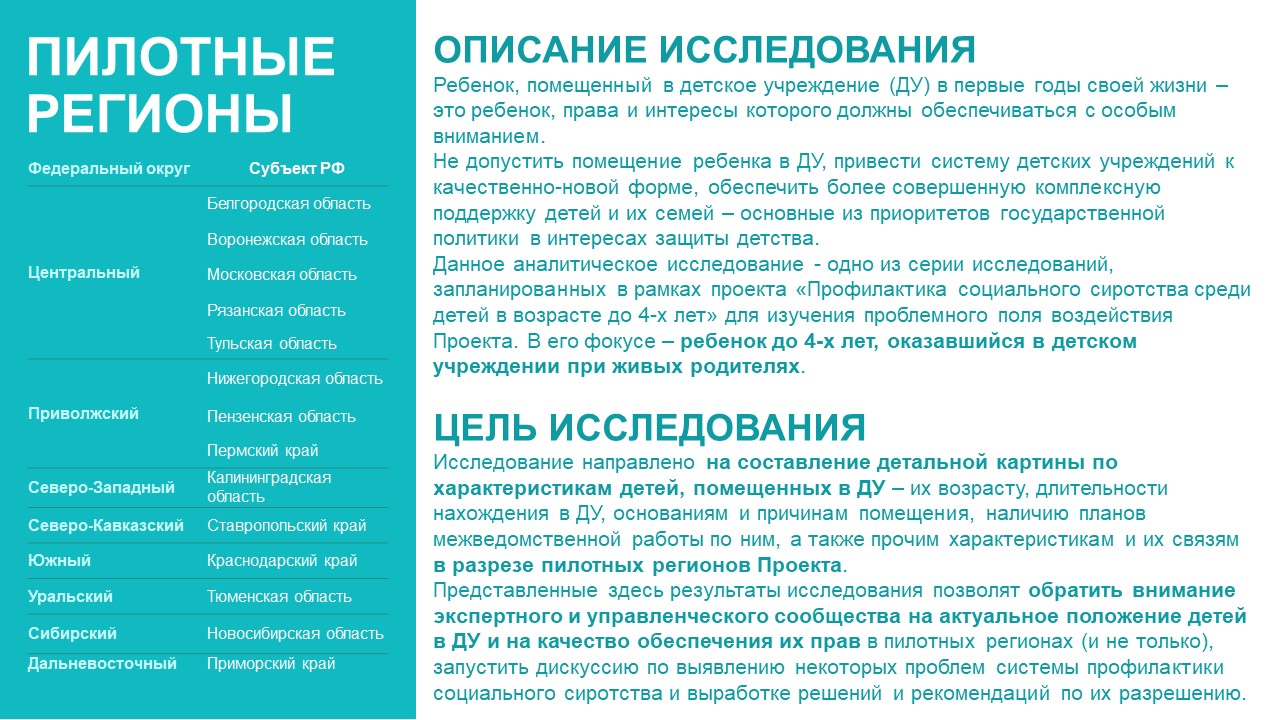 ПИЛОТНЫЕ
РЕГИОНЫ
Федеральный округ Субъект РФ
Белгородская область
Воронежская область
Центральный Московская область
Рязанская область
Тульская область
Нижегородская область
Приволжский Пензенская область
Пермский край
Северо-Западный Калининградская
область
Северо-Кавказский Ставропольский край
Южный Краснодарский край
Уральский Тюменская область
Сибирский Новосибирская область
Дальневосточный Приморский край
ОПИСАНИЕ ИССЛЕДОВАНИЯ
Ребенок, помещенный в детское учреждение (ДУ) в первые годы своей жизни –
это ребенок, права и интересы которого должны обеспечиваться с особым
вниманием.
Не допустить помещение ребенка в ДУ, привести систему детских учреждений к
качественно-новой форме, обеспечить более совершенную комплексную
поддержку детей и их семей – основные из приоритетов государственной
политики в интересах защиты детства.
Данное аналитическое исследование - одно из серии исследований,
запланированных в рамках проекта «Профилактика социального сиротства среди
детей в возрасте до 4-х лет» для изучения проблемного поля воздействия
Проекта. В его фокусе – ребенок до 4-х лет, оказавшийся в детском
учреждении при живых родителях.
ЦЕЛЬ ИССЛЕДОВАНИЯ
Исследование направлено на составление детальной картины по
характеристикам детей, помещенных в ДУ – их возрасту, длительности
нахождения в ДУ, основаниям и причинам помещения, наличию планов
межведомственной работы по ним, а также прочим характеристикам и их связям
в разрезе пилотных регионов Проекта.
Представленные здесь результаты исследования позволят обратить внимание
экспертного и управленческого сообщества на актуальное положение детей
в ДУ и на качество обеспечения их прав в пилотных регионах (и не только),
запустить дискуссию по выявлению некоторых проблем системы профилактики
социального сиротства и выработке решений и рекомендаций по их разрешению.